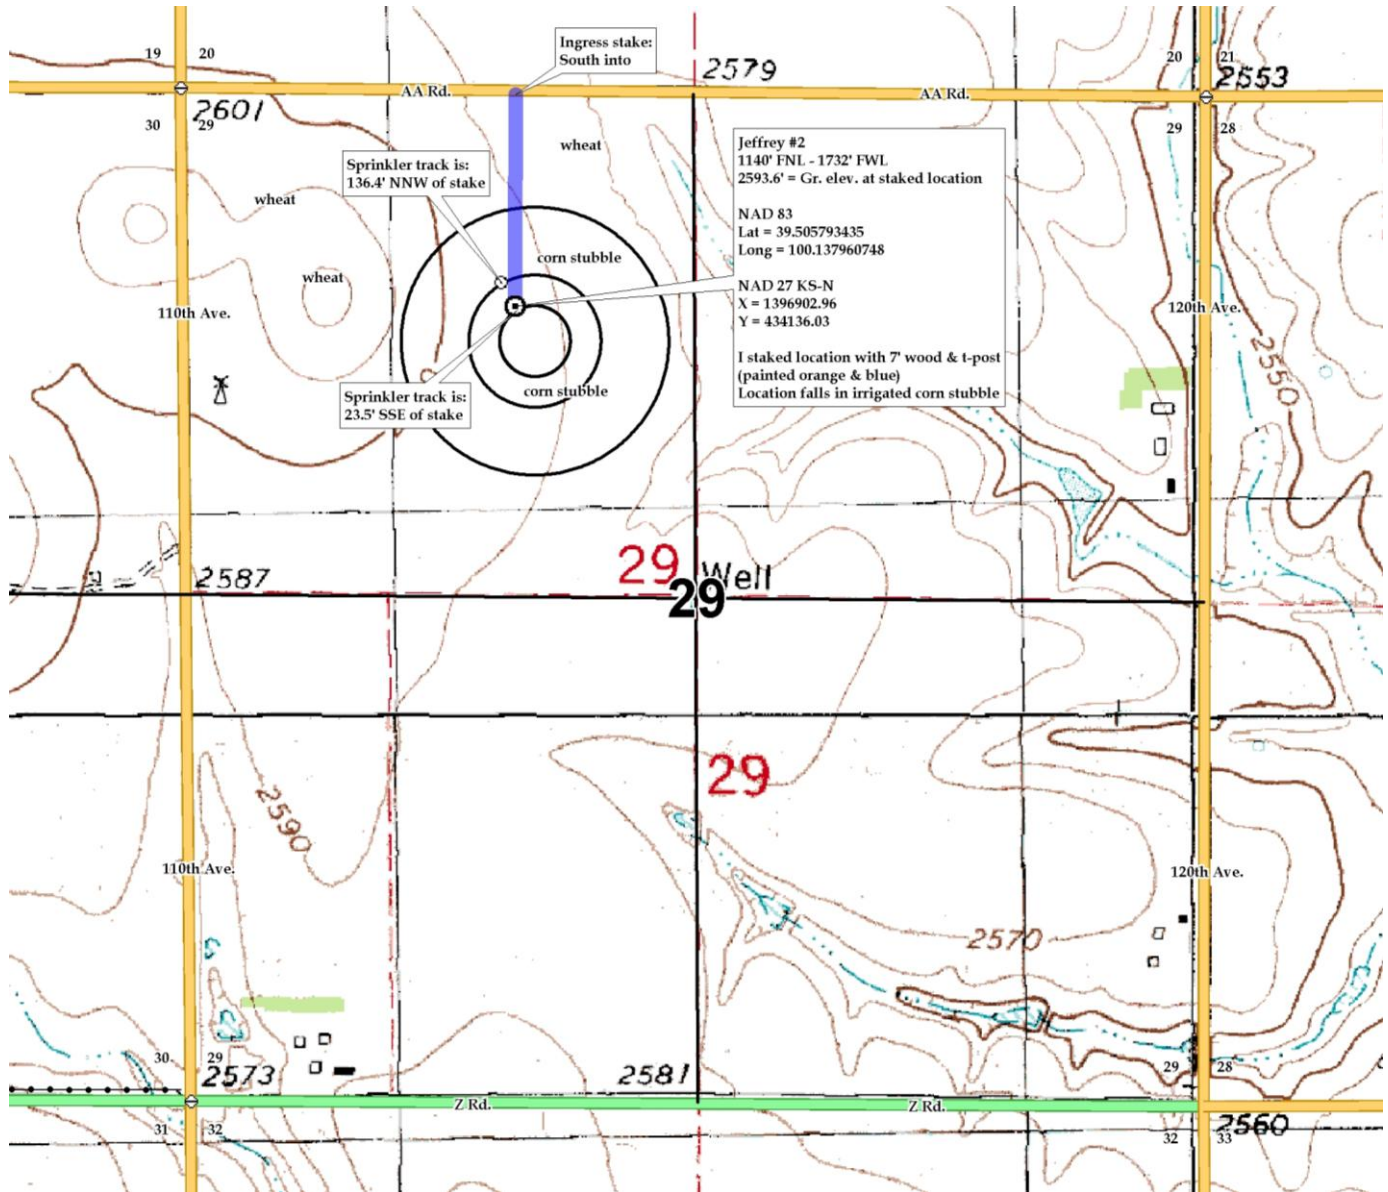 Ingress stake:
South into
19 20
20 21
2579
2553
AA Rd.
AA Rd.
2601
30 29
29 28
wheat
Jeffrey #2
1140' FNL - 1732' FWL
2593.6' = Gr. elev. at staked location
NAD 83
Lat = 39.505793435
Long = 100.137960748
NAD 27 KS-N
X = 1396902.96
Y = 434136.03
I staked location with 7' wood & t-post
(painted orange & blue)
Location falls in irrigated corn stubble
Sprinkler track is:
136.4' NNW of stake
wheat
corn stubble
wheat
110th Ave.
120th Ave.
2550
Sprinkler track is:
23.5' SSE of stake
corn stubble
29 Well
2587
29
29
2590
110th Ave.
120th Ave.
2570
30 29
29 28
2573
2581
Z Rd.
Z Rd.
2560
31 32
32 33